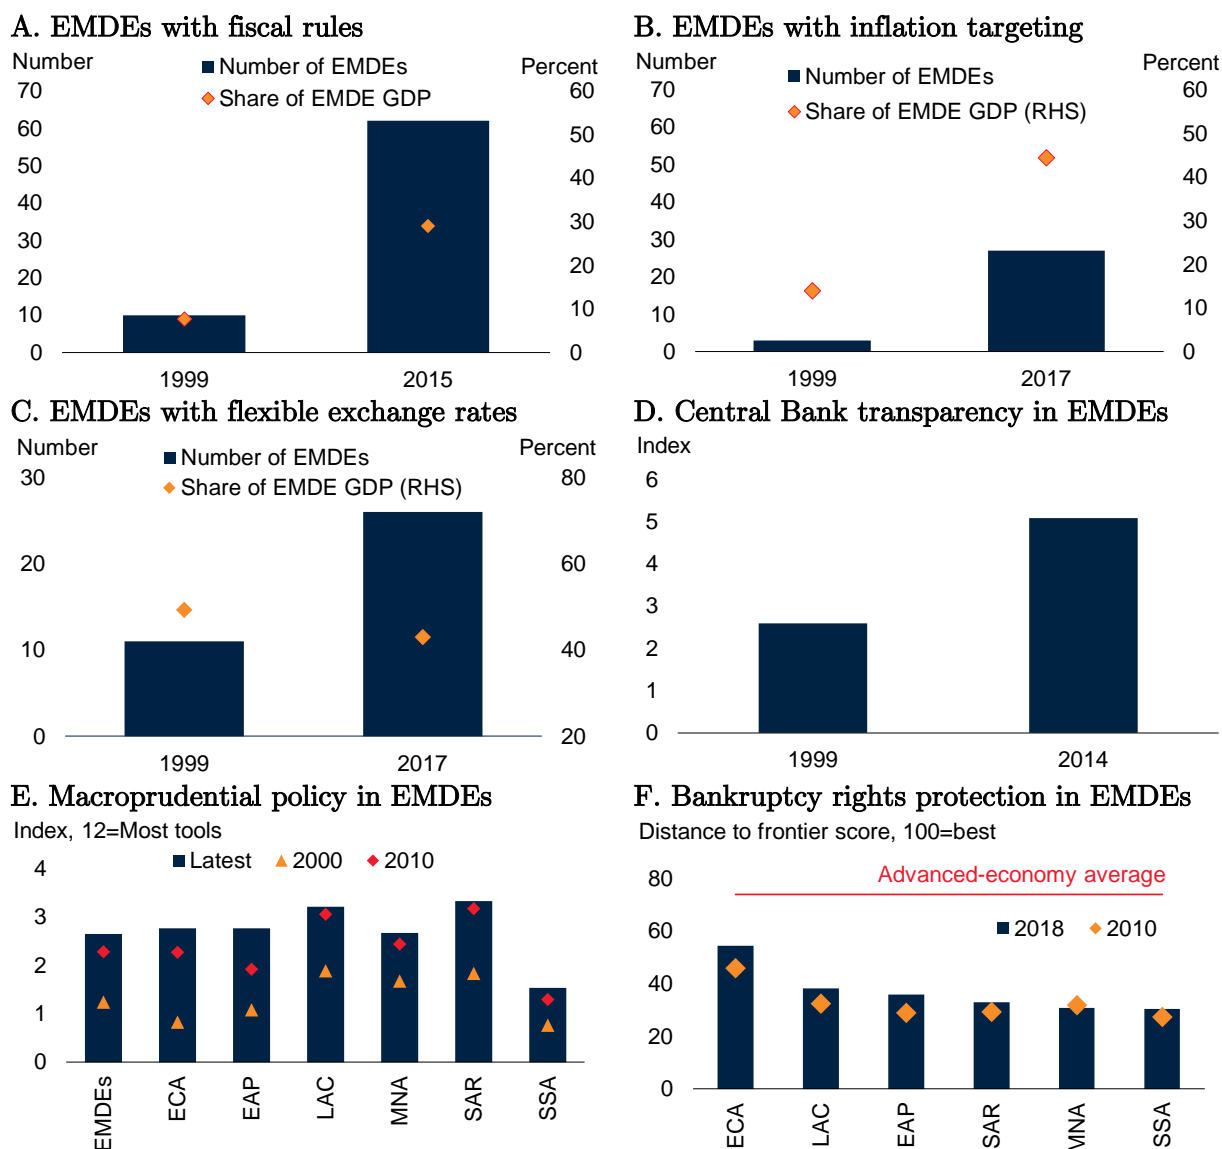 A. EMDEs with fiscal rules
Number
Number of EMDEs
Share of EMDE GDP
Percent
70
60
50
40
30
20
10
0
60
50
40
30
20
10
0
1999
2015
B. EMDEs with inflation targeting
Number
Number of EMDEs
Share of EMDE GDP (RHS)
Percent
70
60
50
40
30
20
10
0
60
50
40
30
20
10
0
1999
2017
C. EMDEs with flexible exchange rates
Number
Number of EMDEs
Share of EMDE GDP (RHS)
Percent
30
20
10
0
80
60
40
20
1999
2017
D. Central Bank transparency in EMDEs
Index
6
5
4
3
2
1
0
1999
2014
E. Macroprudential policy in EMDEs
Index, 12=Most tools
Latest
2000
2010
4
3
2
1
0
EMDEs
ECA
EAP
LAC
MNA
SAR
SSA
F. Bankruptcy rights protection in EMDEs
Distance to frontier score, 100=best
Advanced-economy average
2018
2010
80
60
40
20
0
ECA
LAC
EAP
SAR
MNA
SSA